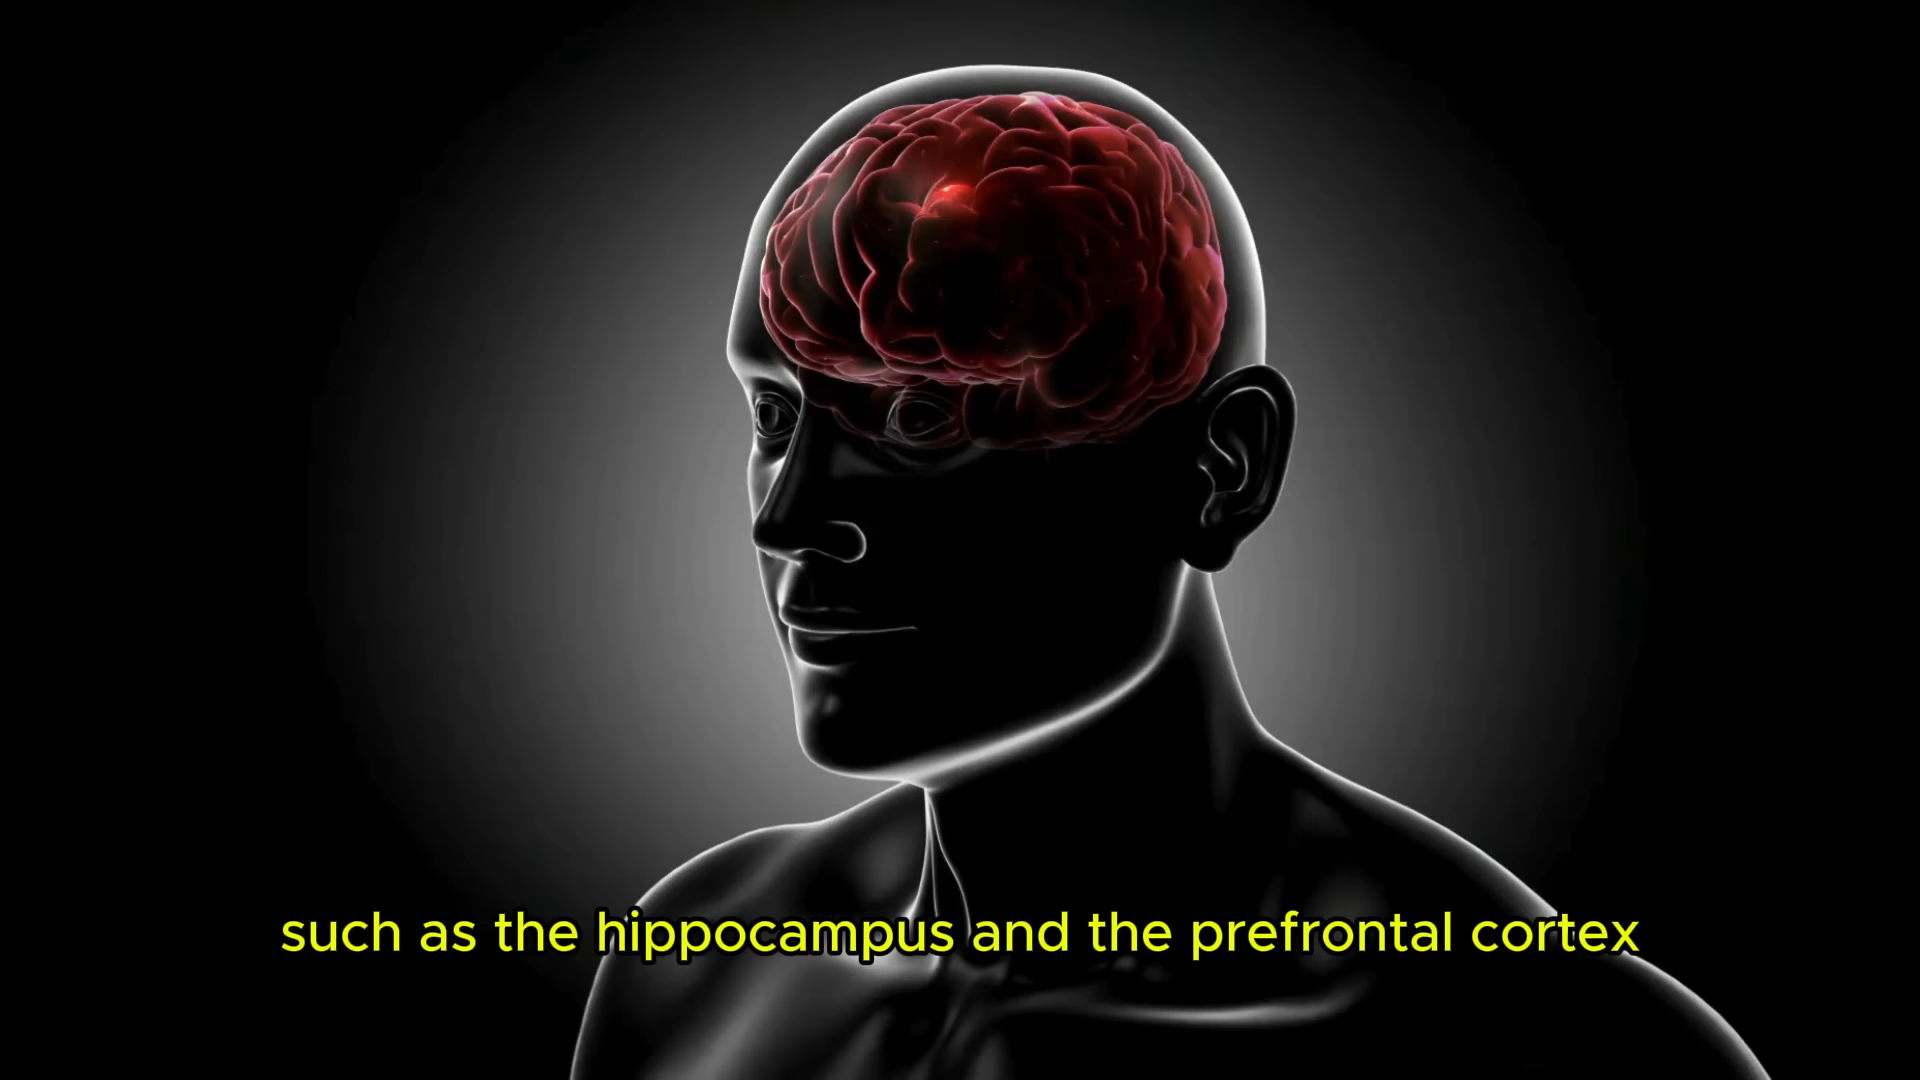 such as the hippocampus and the prefrontal cortex